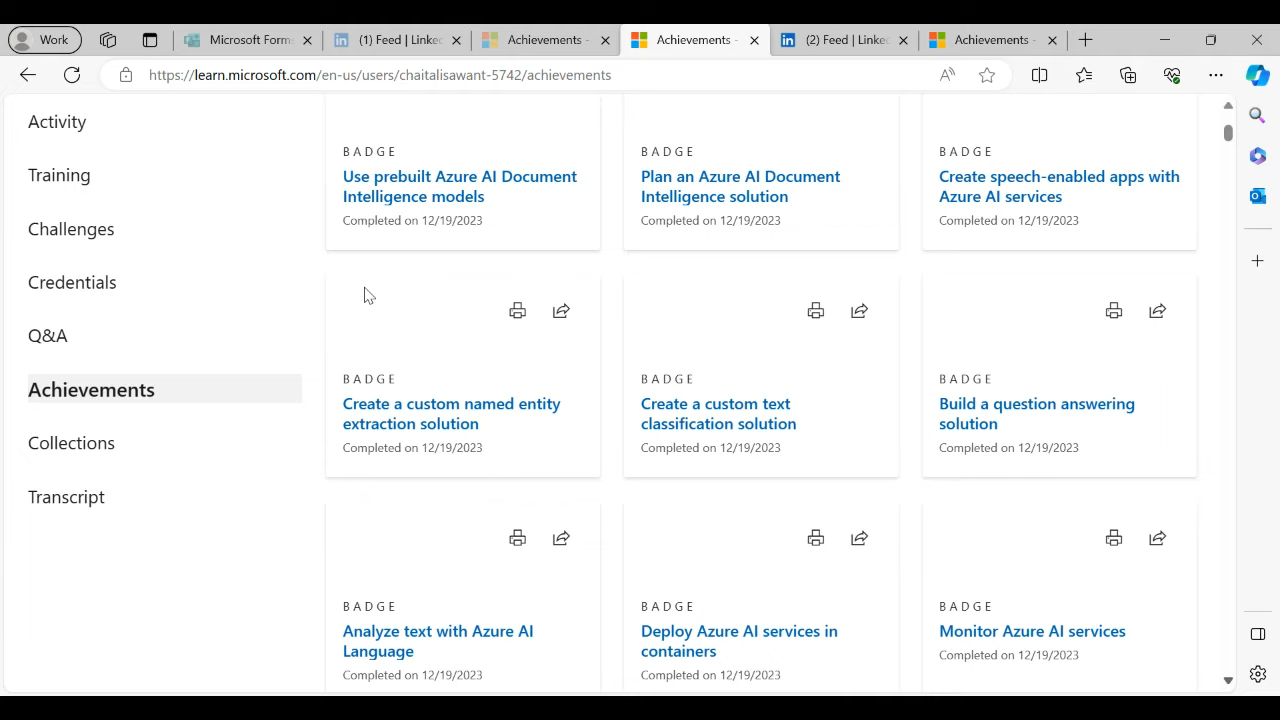 Work
Microsoft Form
(1) Feed | Linke
Achievements -
Achievements -
(2) Feed | Linke
Achievements -
https://learn.microsoft.com/en-us/users/chaitalisawant-5742/achievements
Activity
Training
Challenges
Credentials
Q&A
Achievements
Collections
Transcript
BADGE
Use prebuilt Azure AI Document
Intelligence models
Completed on 12/19/2023
BADGE
Plan an Azure AI Document
Intelligence solution
Completed on 12/19/2023
BADGE
Create speech-enabled apps with
Azure AI services
Completed on 12/19/2023
BADGE
Create a custom named entity
extraction solution
Completed on 12/19/2023
BADGE
Create a custom text
classification solution
Completed on 12/19/2023
BADGE
Build a question answering
solution
Completed on 12/19/2023
BADGE
Analyze text with Azure AI
Language
Completed on 12/19/2023
BADGE
Deploy Azure AI services in
containers
Completed on 12/19/2023
BADGE
Monitor Azure AI services
Completed on 12/19/2023